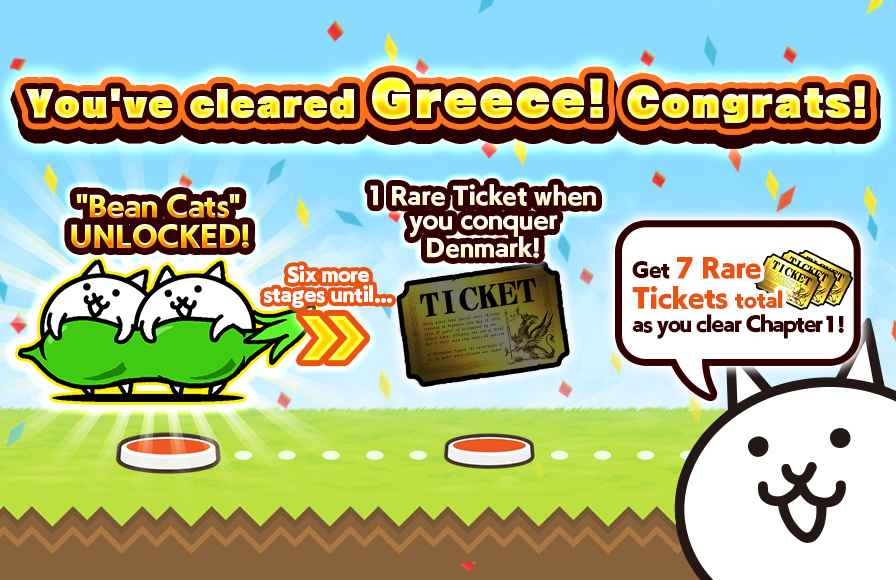 You've cleared Greece! Congrats!
"Bean Cats"
UNLOCKED!
Six more
stages until...
1 Rare Ticket when
you conquer
Denmark!
TICKET
Get 7 Rare
Tickets total
as you clear Chapter 1!
TICKET